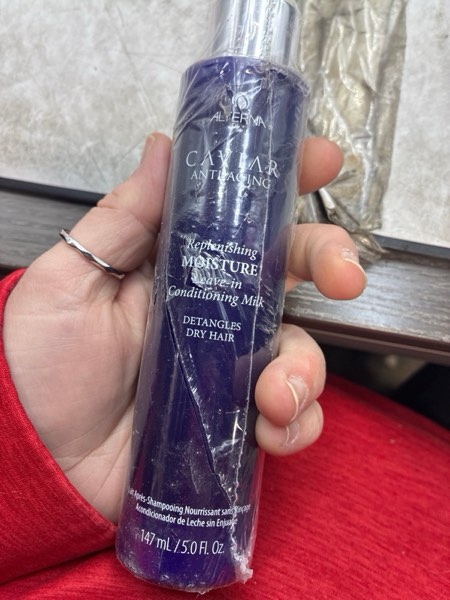 ALTERNA
CAVIAR
ANTI-AGING
Replenishing
MOISTURE
Leave-in
Conditioning Milk
DETANGLES
DRY HAIR
Lait Après-Shampooing Nourrissant sans Rinçage
Acondicionador de Leche sin Enjuague
147 mL / 5.0 Fl. Oz.